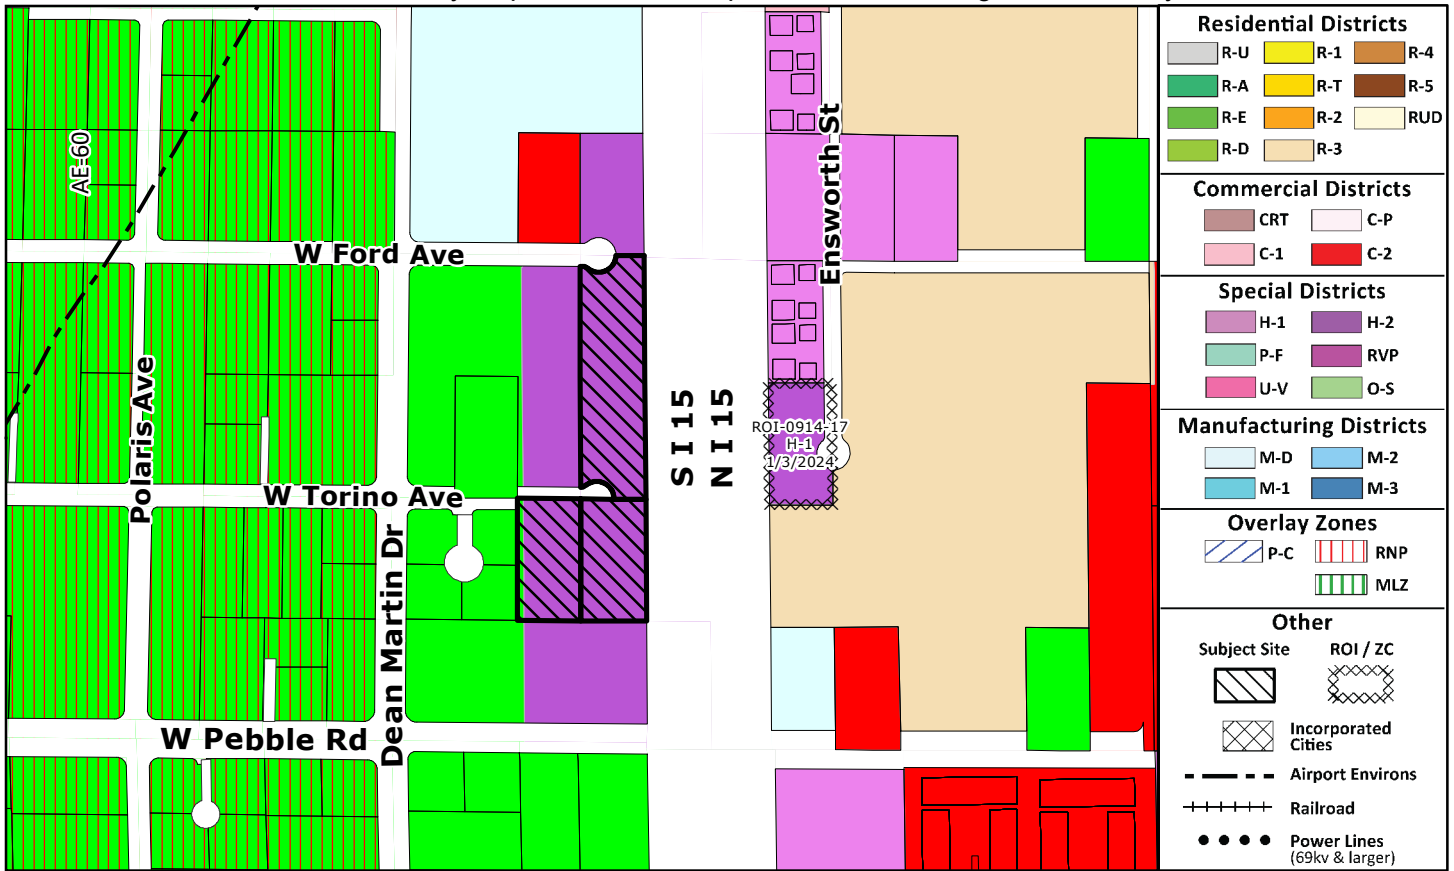 AE-60
W Ford Ave
Ensworth St
Polaris Ave
S I 15
N I 15
ROI-0914-17
H-1
1/3/2024
W Torino Ave
Dean Martin Dr
W Pebble Rd
Residential Districts
R-U R-1 R-4
R-A R-T R-5
R-E R-2 RUD
R-D R-3
Commercial Districts
CRT C-P
C-1 C-2
Special Districts
H-1 H-2
P-F RVP
U-V O-S
Manufacturing Districts
M-D M-2
M-1 M-3
Overlay Zones
P-C RNP
MLZ
Other
Subject Site ROI / ZC
Incorporated
Cities
Airport Environs
Railroad
Power Lines
(69kv & larger)